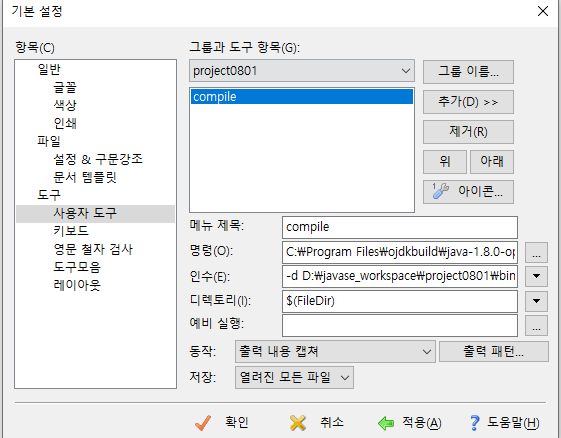 기본 설정
항목(C)
일반
글꼴
색상
인쇄
파일
설정 & 구문강조
문서 템플릿
도구
사용자 도구
키보드
영문 철자 검사
도구모음
레이아웃
그룹과 도구 항목(G):
project0801
그룹 이름...
compile
추가(D) >>
제거(R)
위
아래
아이콘...
메뉴 제목:
compile
명령(O):
C:₩Program Files₩ojdkbuild₩java-1.8.0-op
...
인수(E):
-d D:₩javase_workspace₩project0801₩bin
디렉토리(I):
$(FileDir)
예비 실행:
...
동작:
출력 내용 캡쳐
출력 패턴...
저장:
열려진 모든 파일
확인
취소
적용(A)
도움말(H)